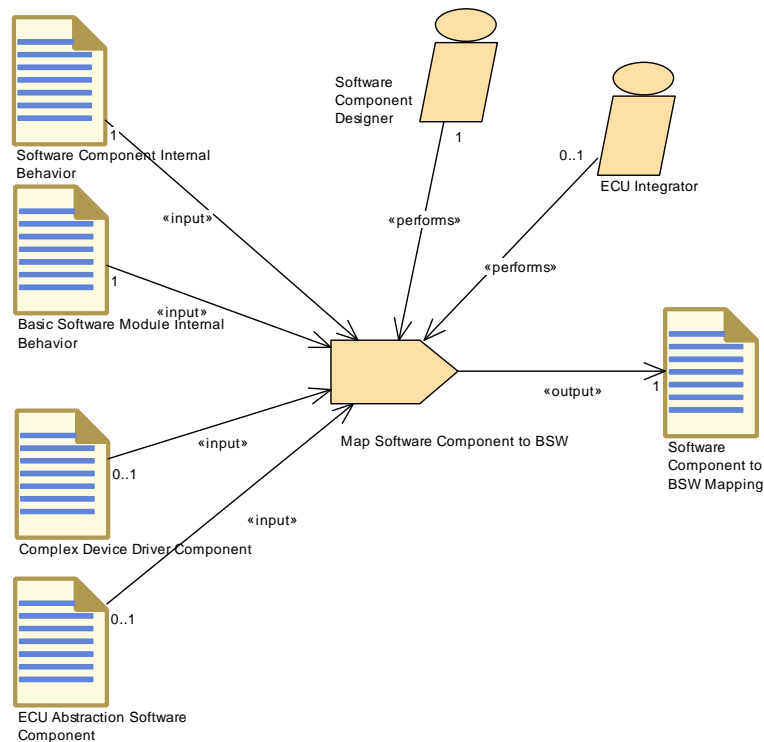 Software
Component
Designer
1
ECU Integrator
0..1
1
Software Component Internal
Behavior
«input»
«performs»
«performs»
1
Basic Software Module Internal
Behavior
«input»
Map Software Component to BSW
«output»
1
Software
Component to
BSW Mapping
0..1
Complex Device Driver Component
«input»
«input»
0..1
ECU Abstraction Software
Component